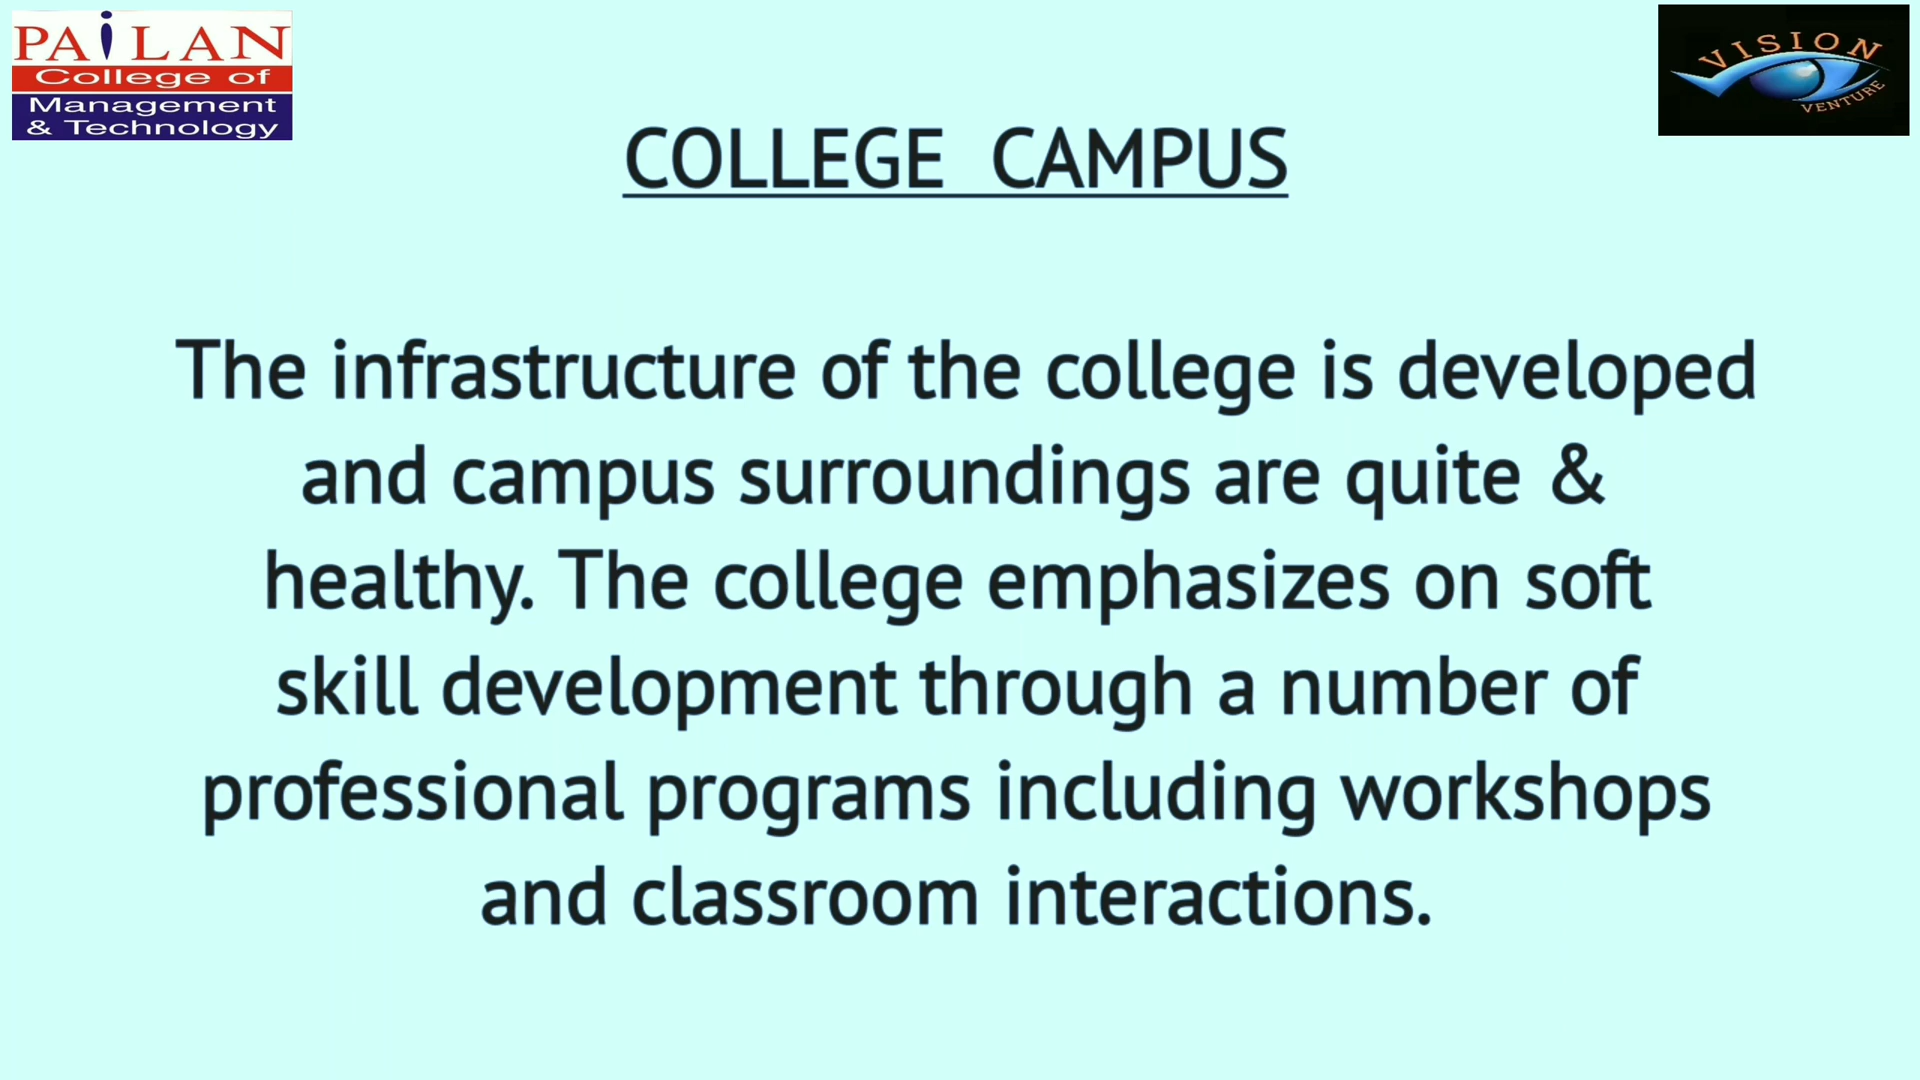 PAiLAN
College of
Management
& Technology
VISION
VENTURE
COLLEGE CAMPUS
The infrastructure of the college is developed
and campus surroundings are quite &
healthy. The college emphasizes on soft
skill development through a number of
professional programs including workshops
and classroom interactions.